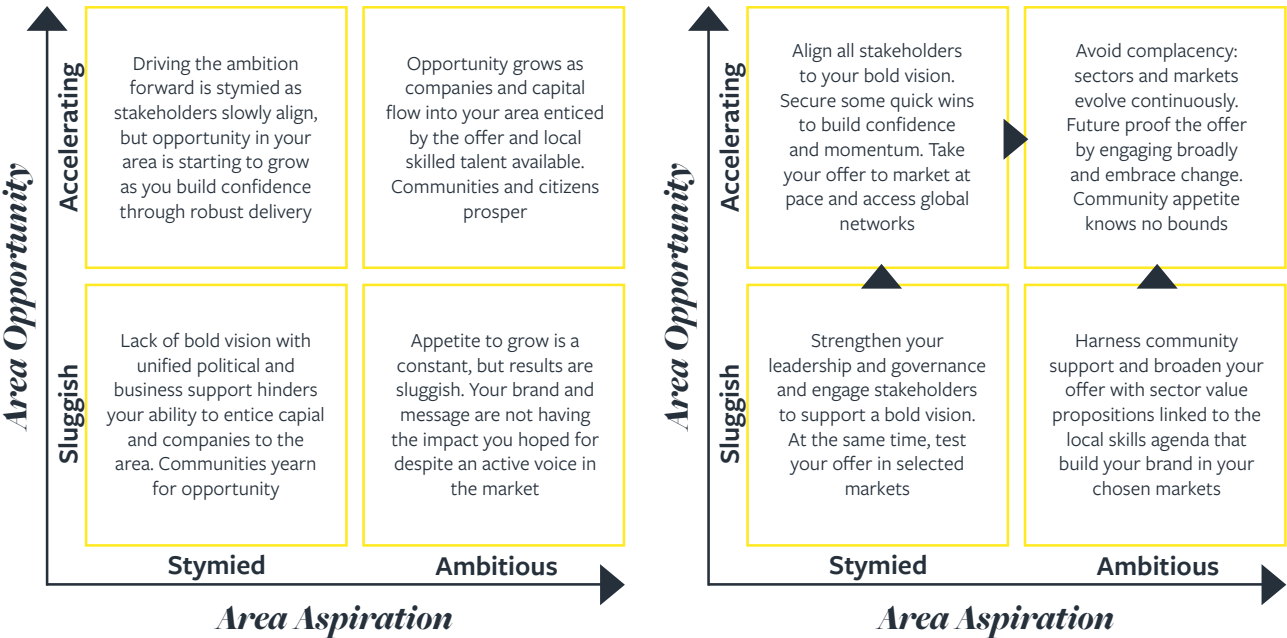 Area Opportunity
Accelerating
Driving the ambition
forward is stymied as
stakeholders slowly align,
but opportunity in your
area is starting to grow
as you build confidence
through robust delivery
Opportunity grows as
companies and capital
flow into your area enticed
by the offer and local
skilled talent available.
Communities and citizens
prosper
Sluggish
Lack of bold vision with
unified political and
business support hinders
your ability to entice capial
and companies to the
area. Communities yearn
for opportunity
Appetite to grow is a
constant, but results are
sluggish. Your brand and
message are not having
the impact you hoped for
despite an active voice in
the market
Stymied
Ambitious
Area Aspiration
Area Opportunity
Accelerating
Align all stakeholders
to your bold vision.
Secure some quick wins
to build confidence
and momentum. Take
your offer to market at
pace and access global
networks
Avoid complacency:
sectors and markets
evolve continuously.
Future proof the offer
by engaging broadly
and embrace change.
Community appetite
knows no bounds
Sluggish
Strengthen your
leadership and governance
and engage stakeholders
to support a bold vision.
At the same time, test
your offer in selected
markets
Harness community
support and broaden your
offer with sector value
propositions linked to the
local skills agenda that
build your brand in your
chosen markets
Stymied
Ambitious
Area Aspiration